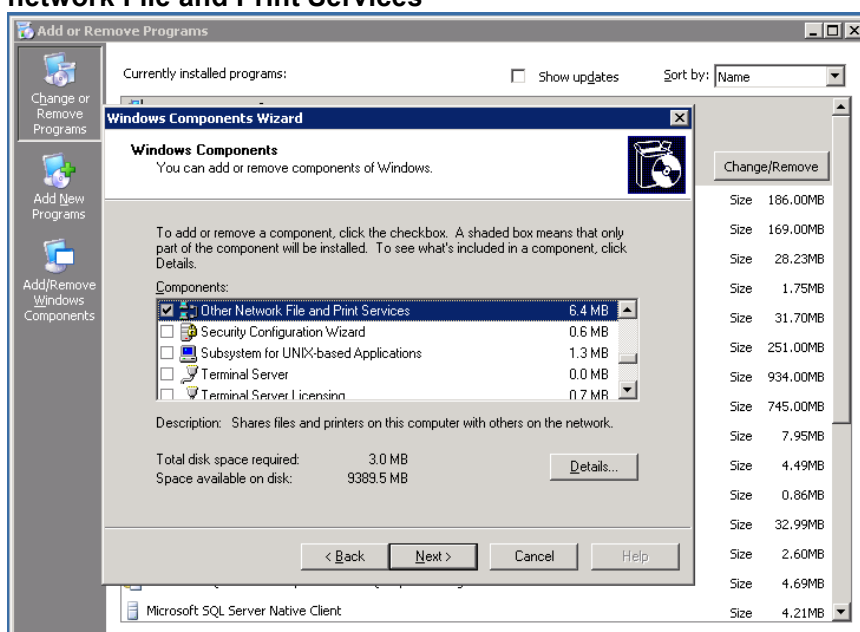 network File and Print Services
Add or Remove Programs
Change or
Remove
Programs
Add New
Programs
Add/Remove
Windows
Components
Currently installed programs:
Show updates
Sort by: Name
Windows Components Wizard
Windows Components
You can add or remove components of Windows.
To add or remove a component, click the checkbox. A shaded box means that only
part of the component will be installed. To see what's included in a component, click
Details.
Components:
Other Network File and Print Services 6.4 MB
Security Configuration Wizard 0.6 MB
Subsystem for UNIX-based Applications 1.3 MB
Terminal Server 0.0 MB
Terminal Server Licensing 0.7 MB
Description: Shares files and printers on this computer with others on the network.
Total disk space required: 3.0 MB
Space available on disk: 9389.5 MB
Details...
< Back
Next >
Cancel
Help
Change/Remove
Size 186.00MB
Size 169.00MB
Size 28.23MB
Size 1.75MB
Size 31.70MB
Size 251.00MB
Size 934.00MB
Size 745.00MB
Size 7.95MB
Size 4.49MB
Size 0.86MB
Size 32.99MB
Size 2.60MB
Size 4.69MB
Microsoft SQL Server Native Client
Size 4.21MB